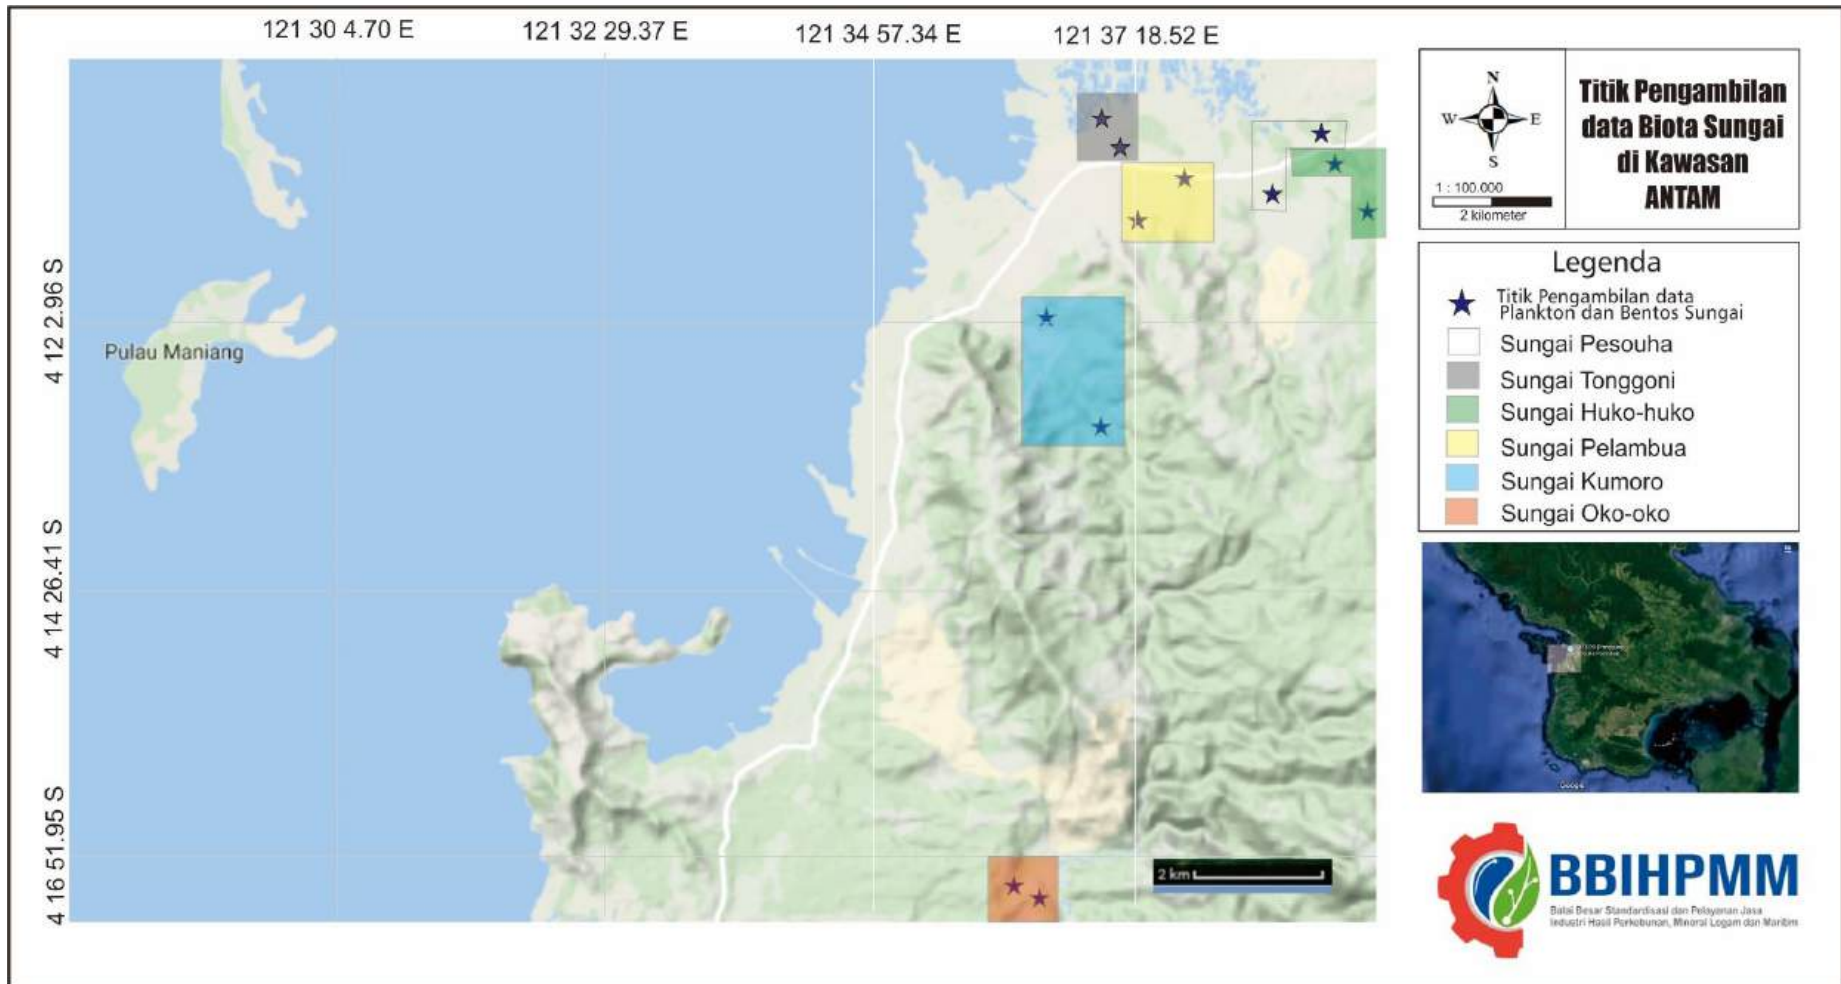 121 30 4.70 E
121 32 29.37 E
121 34 57.34 E
121 37 18.52 E
4 12 2.96 S
4 14 26.41 S
4 16 51.95 S
Pulau Maniang
2 km
N
W
E
S
1 : 100.000
2 kilometer
Titik Pengambilan
data Biota Sungai
di Kawasan
ANTAM
Legenda
Titik Pengambilan data
Plankton dan Bentos Sungai
Sungai Pesouha
Sungai Tonggoni
Sungai Huko-huko
Sungai Pelambua
Sungai Kumoro
Sungai Oko-oko
Google
BBIHPMM
Balai Besar Standardisasi dan Pelayanan Jasa
Industri Hasil Perkebunan, Mineral Logam dan Maritim